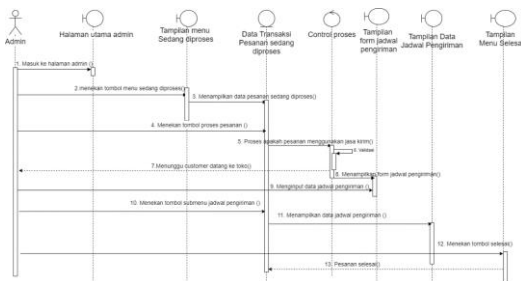 Admin
Halaman utama admin
Tampilan menu
Sedang diproses
Data Transaksi
Pesanan sedang
diproses
Control proses
Tampilan
form jadwal
pengiriman
Tampilan Data
Jadwal Pengiriman
Tampilan
Menu Selesai
1. Masuk ke halaman admin ()
2.menekan tombol menu sedang diproses()
3. Menampilkan data pesanan sedang diproses()
4. Menekan tombol proses pesanan ()
5. Proses apakah pesanan menggunakan jasa kirim()
6. Validasi
7.Menunggu customer datang ke toko()
8. Menampilkan form jadwal pengiriman()
9. Menginput data jadwal pengiriman ()
10. Menekan tombol submenu jadwal pengiriman ()
11. Menampilkan data jadwal pengiriman ()
12. Menekan tombol selesai()
13. Pesanan selesai()